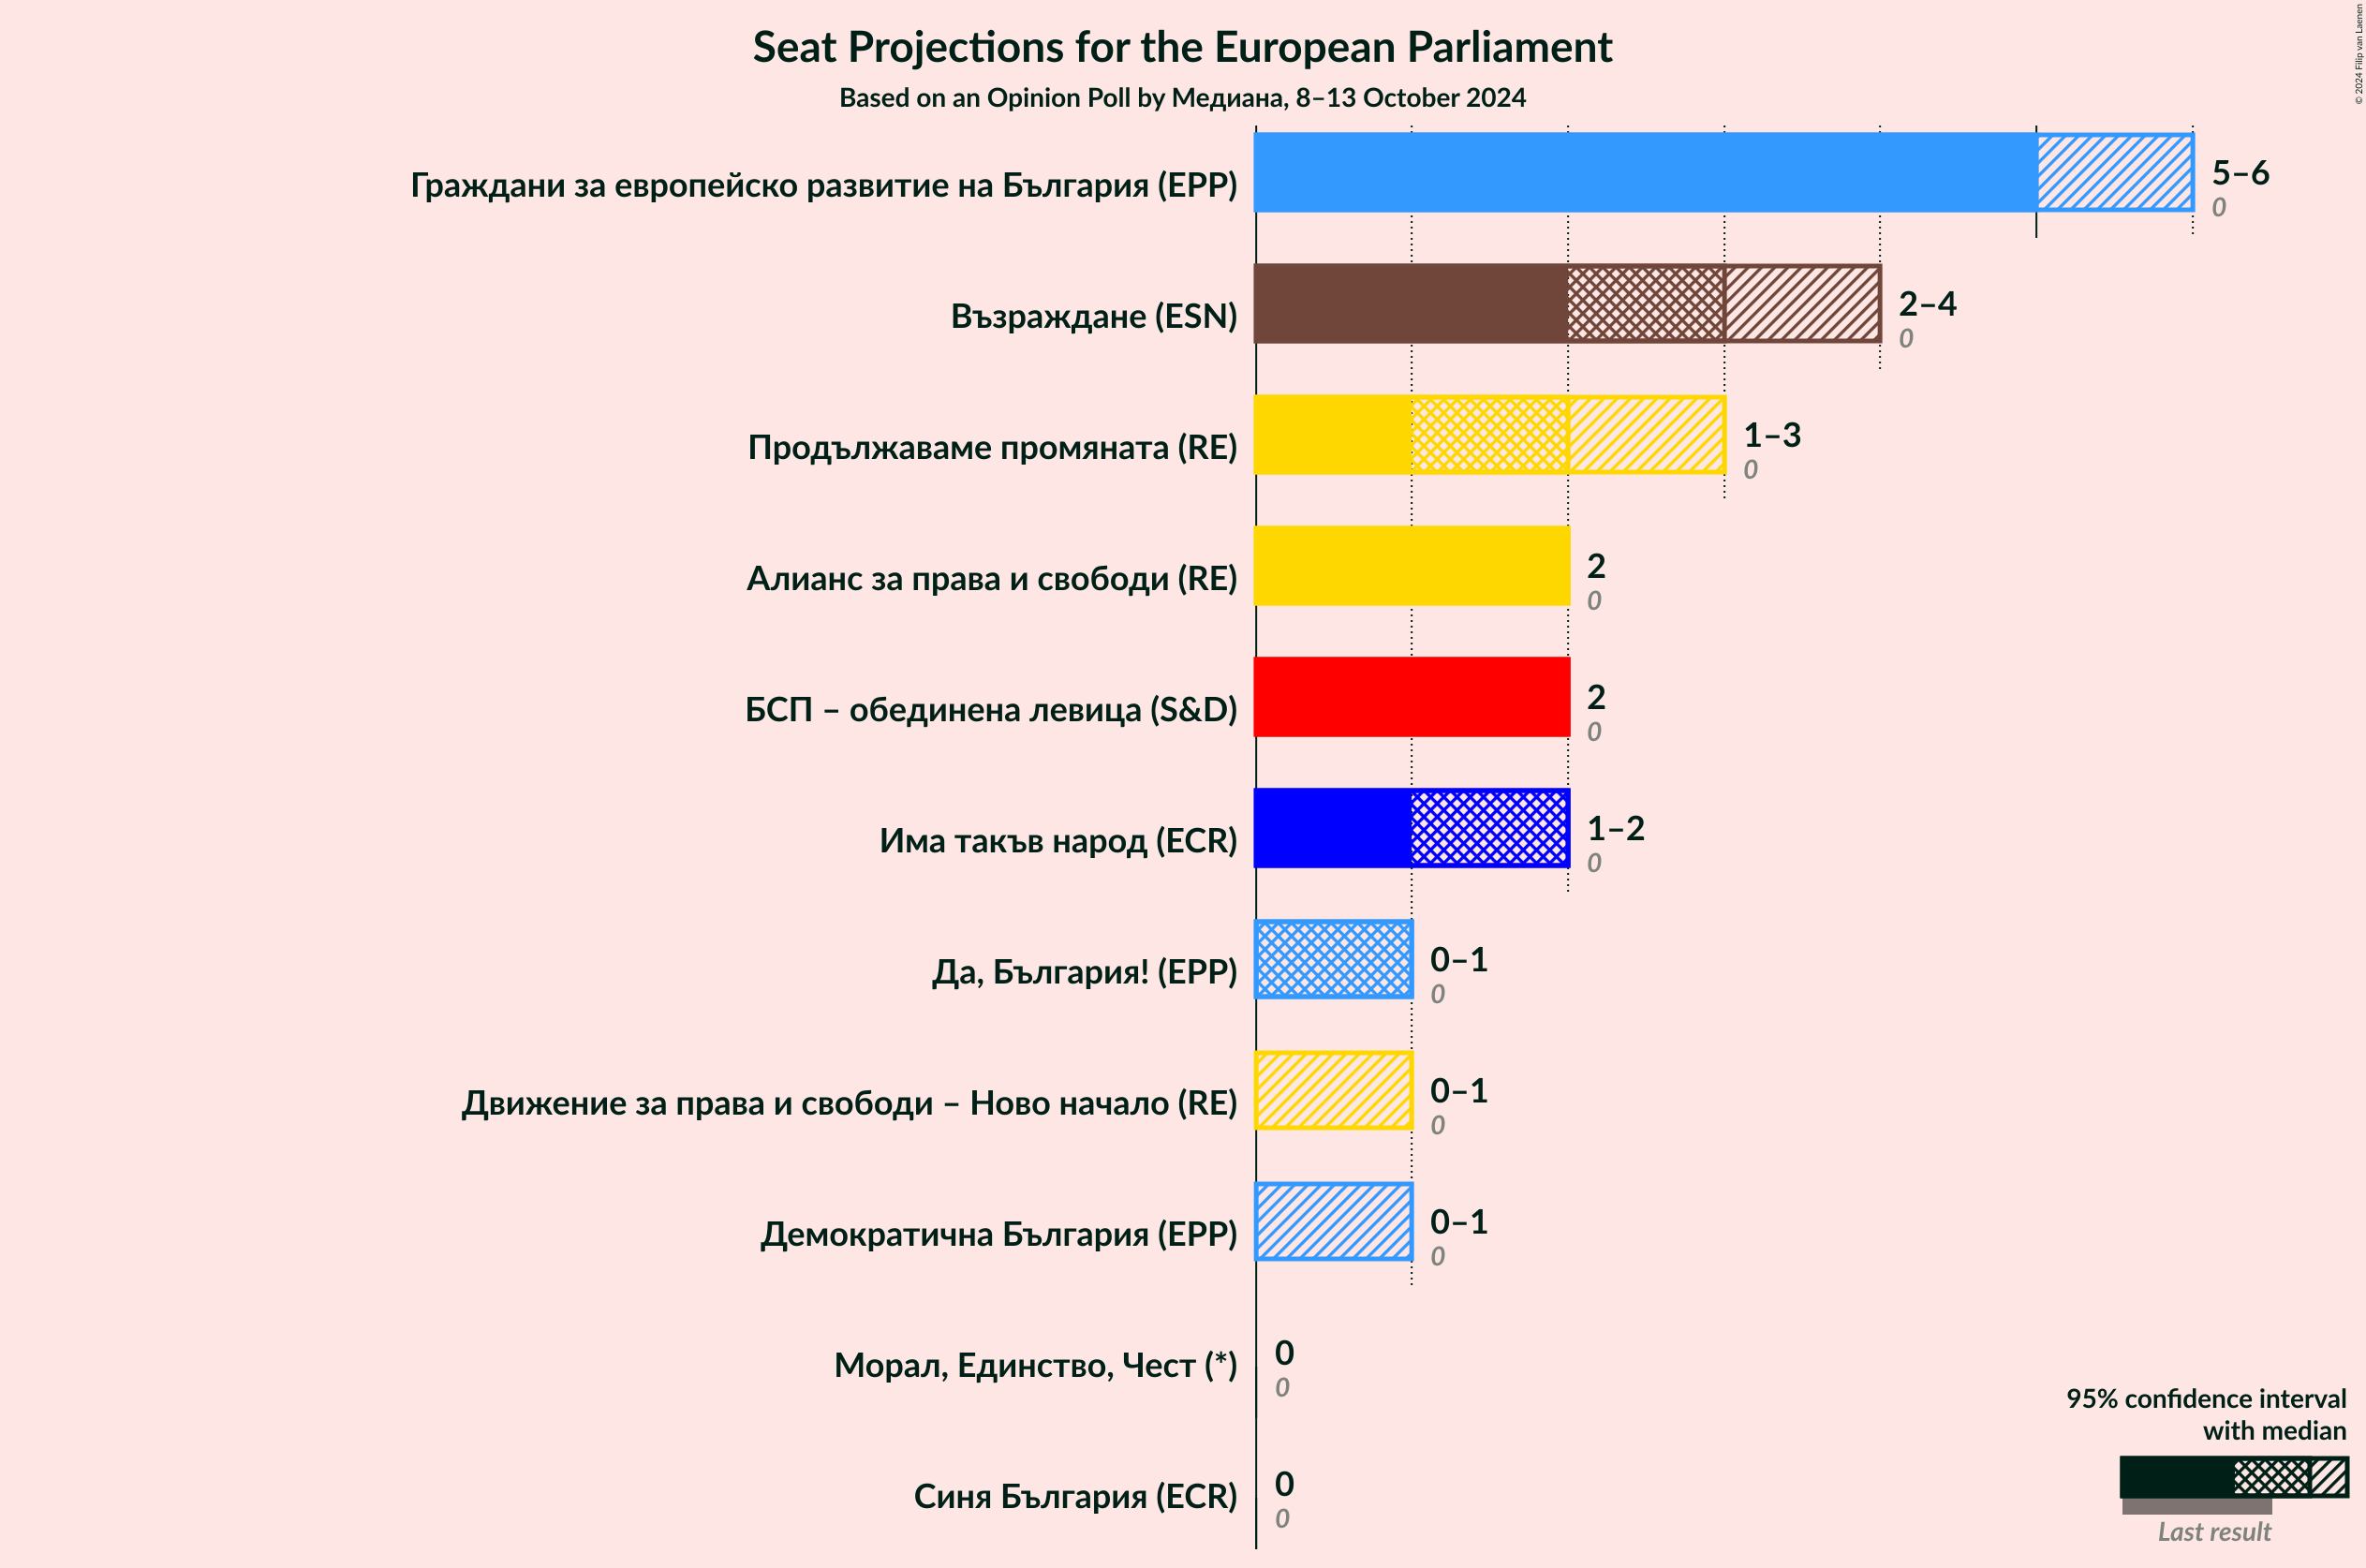 Seat Projections for the European Parliament
Based on an Opinion Poll by Медиана, 8–13 October 2024
© 2024 Filip van Laenen
Граждани за европейско развитие на България (EPP)
5–6
0
Възраждане (ESN)
2–4
0
Продължаваме промяната (RE)
1–3
0
Алианс за права и свободи (RE)
2
0
БСП – обединена левица (S&D)
2
0
Има такъв народ (ECR)
1–2
0
Да, България! (EPP)
0–1
0
Движение за права и свободи – Ново начало (RE)
0–1
0
Демократична България (EPP)
0–1
0
Морал, Единство, Чест (*)
0
0
Синя България (ECR)
0
0
95% confidence interval
with median
Last result